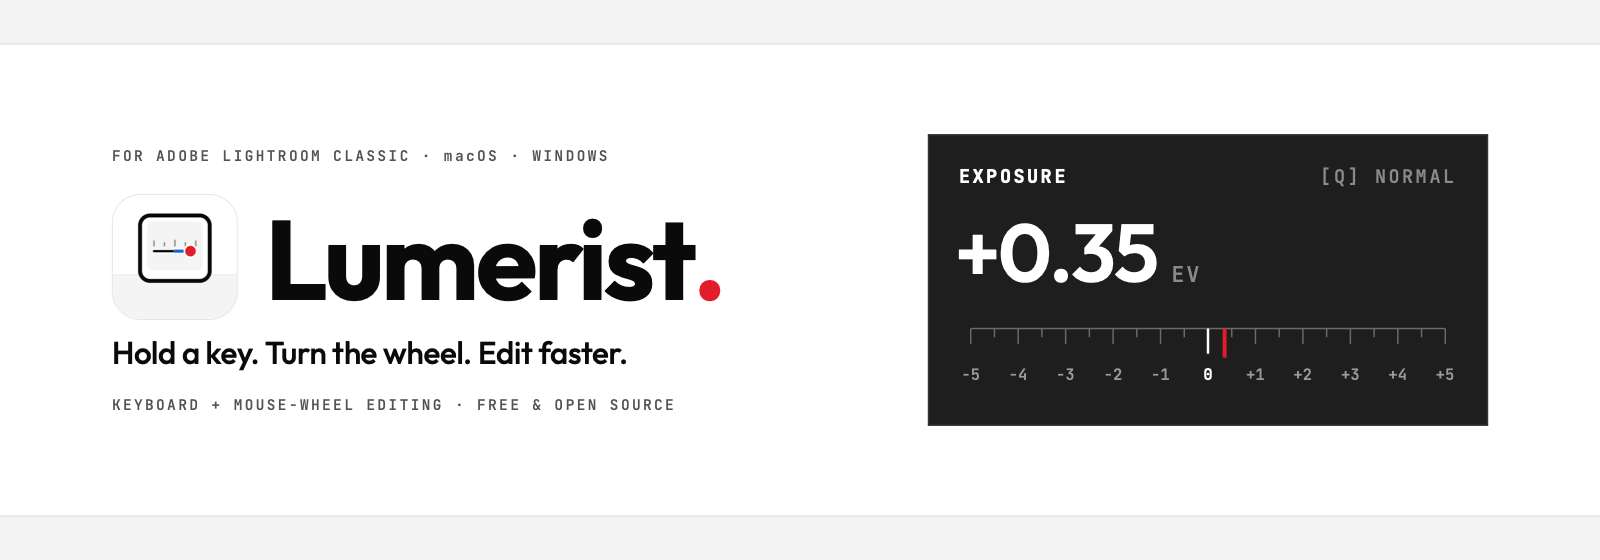 FOR ADOBE LIGHTROOM CLASSIC · macOS · WINDOWS
Lumerist.
Hold a key. Turn the wheel. Edit faster.
KEYBOARD + MOUSE-WHEEL EDITING · FREE & OPEN SOURCE
EXPOSURE [Q] NORMAL
+0.35 EV
-5 -4 -3 -2 -1 0 +1 +2 +3 +4 +5